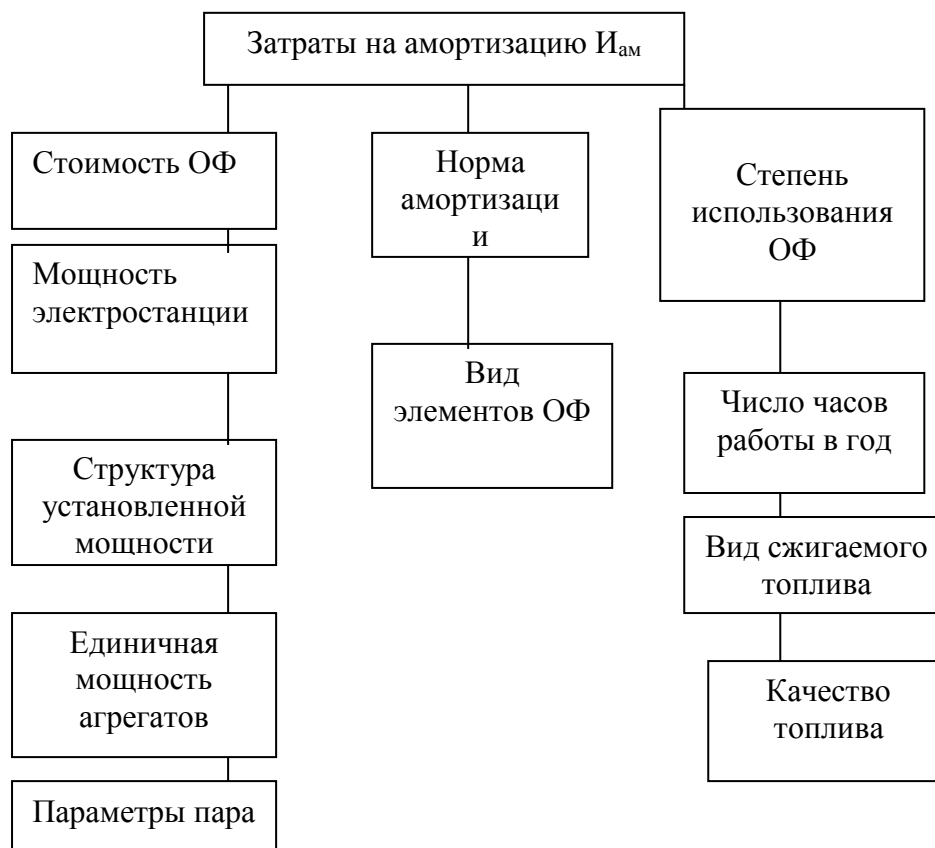 Затраты на амортизацию Иам
Стоимость ОФ
Мощность
электростанции
Структура
установленной
мощности
Единичная
мощность
агрегатов
Параметры пара
Норма
амортизаци
и
Вид
элементов ОФ
Степень
использования
ОФ
Число часов
работы в год
Вид сжигаемого
топлива
Качество
топлива